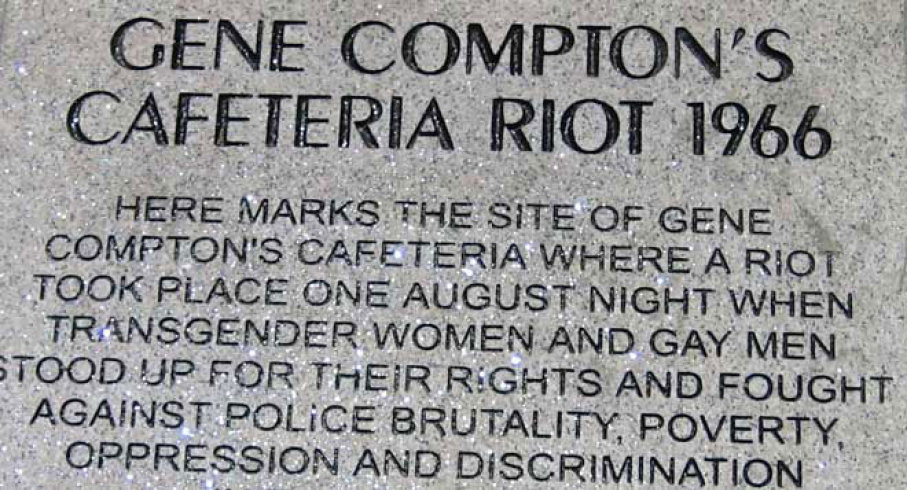 GENE COMPTON'S
CAFETERIA RIOT 1966
HERE MARKS THE SITE OF GENE
COMPTON'S CAFETERIA WHERE A RIOT
TOOK PLACE ONE AUGUST NIGHT WHEN
TRANSGENDER WOMEN AND GAY MEN
STOOD UP FOR THEIR RIGHTS AND FOUGHT
AGAINST POLICE BRUTALITY, POVERTY,
OPPRESSION AND DISCRIMINATION